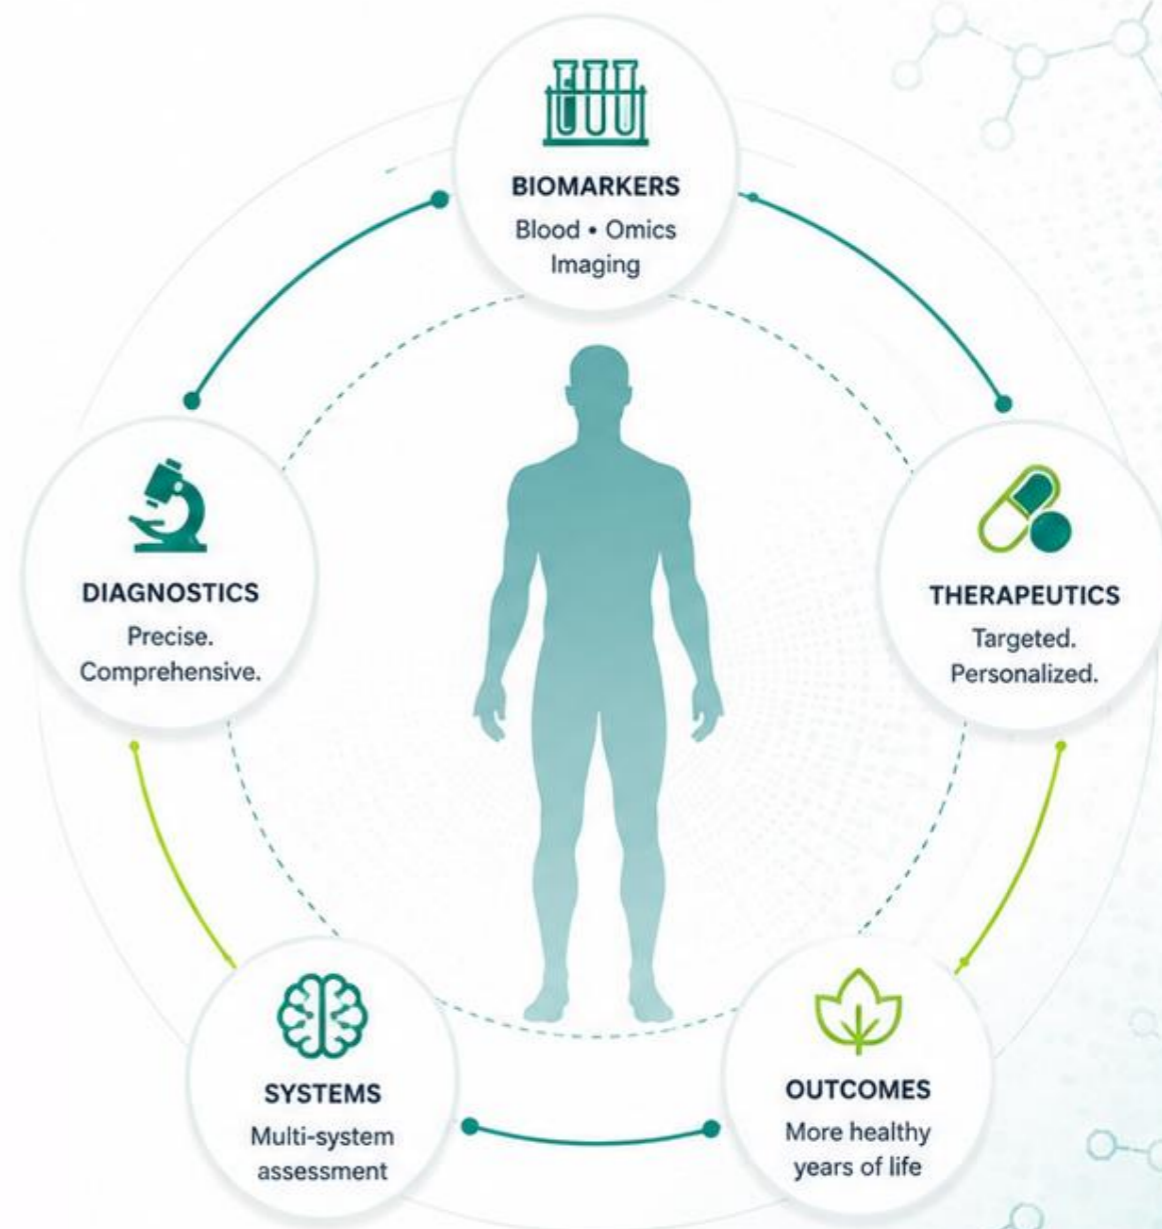 BIOMARKERS
Blood • Omics
Imaging
DIAGNOSTICS
Precise.
Comprehensive.
THERAPEUTICS
Targeted.
Personalized.
SYSTEMS
Multi-system
assessment
OUTCOMES
More healthy
years of life